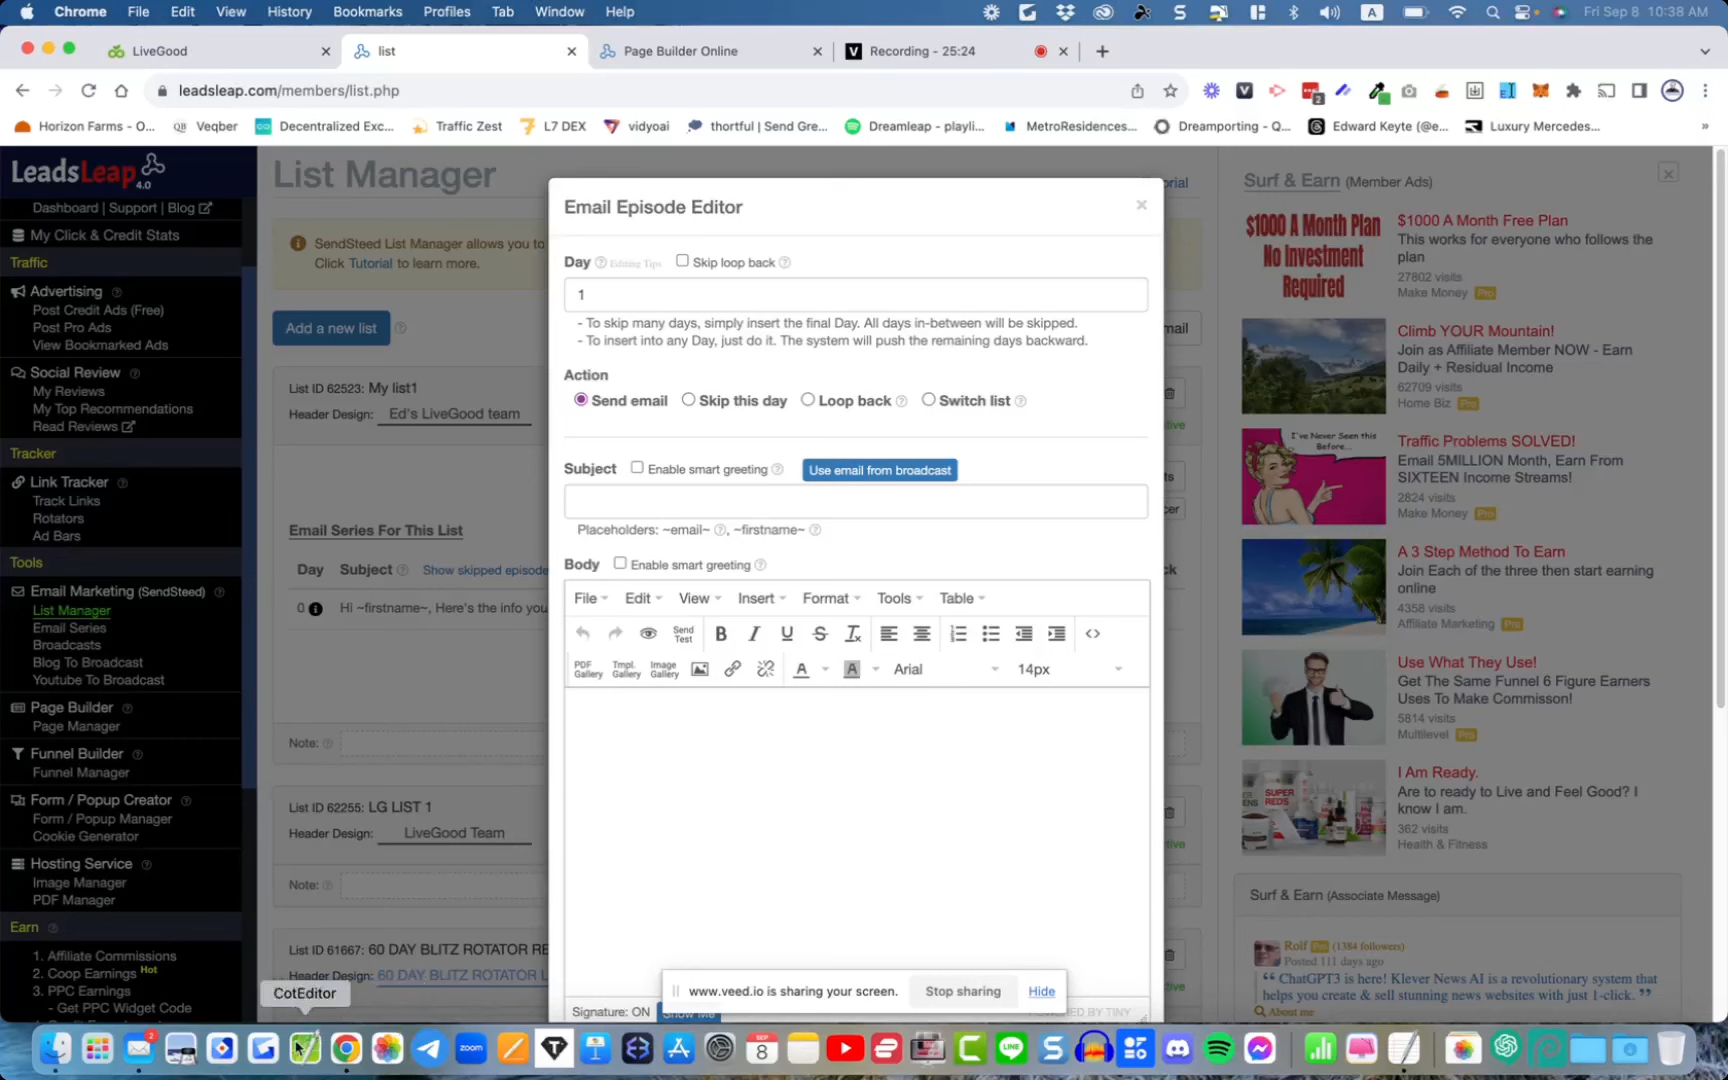 Chrome File Edit View History Bookmarks Profiles Tab Window Help
A
Fri Sep 8 10:38 AM
LiveGood
list
Page Builder Online
Recording - 25:24
leadsleap.com/members/list.php
Horizon Farms - O...
Veqber
Decentralized Exc...
Traffic Zest
L7 DEX
vidyoai
thortful | Send Gre...
Dreamleap - playli...
MetroResidences...
Dreamporting - Q...
Edward Keyte (@e...
Luxury Mercedes...
LeadsLeap 4.0
Dashboard | Support | Blog
My Click & Credit Stats
Traffic
Advertising
Post Credit Ads (Free)
Post Pro Ads
View Bookmarked Ads
Social Review
My Reviews
My Top Recommendations
Read Reviews
Tracker
Link Tracker
Track Links
Rotators
Ad Bars
Tools
Email Marketing (SendSteed)
List Manager
Email Series
Broadcasts
Blog To Broadcast
Youtube To Broadcast
Page Builder
Page Manager
Funnel Builder
Funnel Manager
Form / Popup Creator
Form / Popup Manager
Cookie Generator
Hosting Service
Image Manager
PDF Manager
Earn
1. Affiliate Commissions
2. Coop Earnings Hot
3. PPC Earnings
- Get PPC Widget Code
CotEditor
List Manager
SendSteed List Manager allows you to
Click Tutorial to learn more.
Add a new list
List ID 62523: My list1
Header Design: Ed's LiveGood team
Email Series For This List
Day Subject Show skipped episode
0 Hi ~firstname~, Here's the info you
Note:
List ID 62255: LG LIST 1
Header Design: LiveGood Team
Note:
List ID 61667: 60 DAY BLITZ ROTATOR RE
Header Design: 60 DAY BLITZ ROTATOR L
Email Episode Editor
Day Editing Tips Skip loop back
1
- To skip many days, simply insert the final Day. All days in-between will be skipped.
- To insert into any Day, just do it. The system will push the remaining days backward.
Action
Send email Skip this day Loop back Switch list
Subject Enable smart greeting Use email from broadcast
Placeholders: ~email~, ~firstname~
Body Enable smart greeting
File Edit View Insert Format Tools Table
Send Test
B I U S
PDF Gallery Tmpl. Gallery Image Gallery A A Arial 14px
www.veed.io is sharing your screen. Stop sharing Hide
Signature: ON Show Me
POWERED BY TINY
Surf & Earn (Member Ads)
$1000 A Month Plan
No Investment
Required
$1000 A Month Free Plan
This works for everyone who follows the
plan
27802 visits
Make Money Pro
Climb YOUR Mountain!
Join as Affiliate Member NOW - Earn
Daily + Residual Income
62709 visits
Home Biz Pro
I've Never Seen this
Before...
Traffic Problems SOLVED!
Email 5MILLION Month, Earn From
SIXTEEN Income Streams!
2824 visits
Make Money Pro
A 3 Step Method To Earn
Join Each of the three then start earning
online
4358 visits
Affiliate Marketing Pro
Use What They Use!
Get The Same Funnel 6 Figure Earners
Uses To Make Commisson!
5814 visits
Multilevel Pro
I Am Ready.
Are to ready to Live and Feel Good? I
know I am.
362 visits
Health & Fitness
Surf & Earn (Associate Message)
Rolf Pro (1384 followers)
Posted 111 days ago
“ ChatGPT3 is here! Klever News AI is a revolutionary system that
helps you create & sell stunning news websites with just 1-click. ”
About me